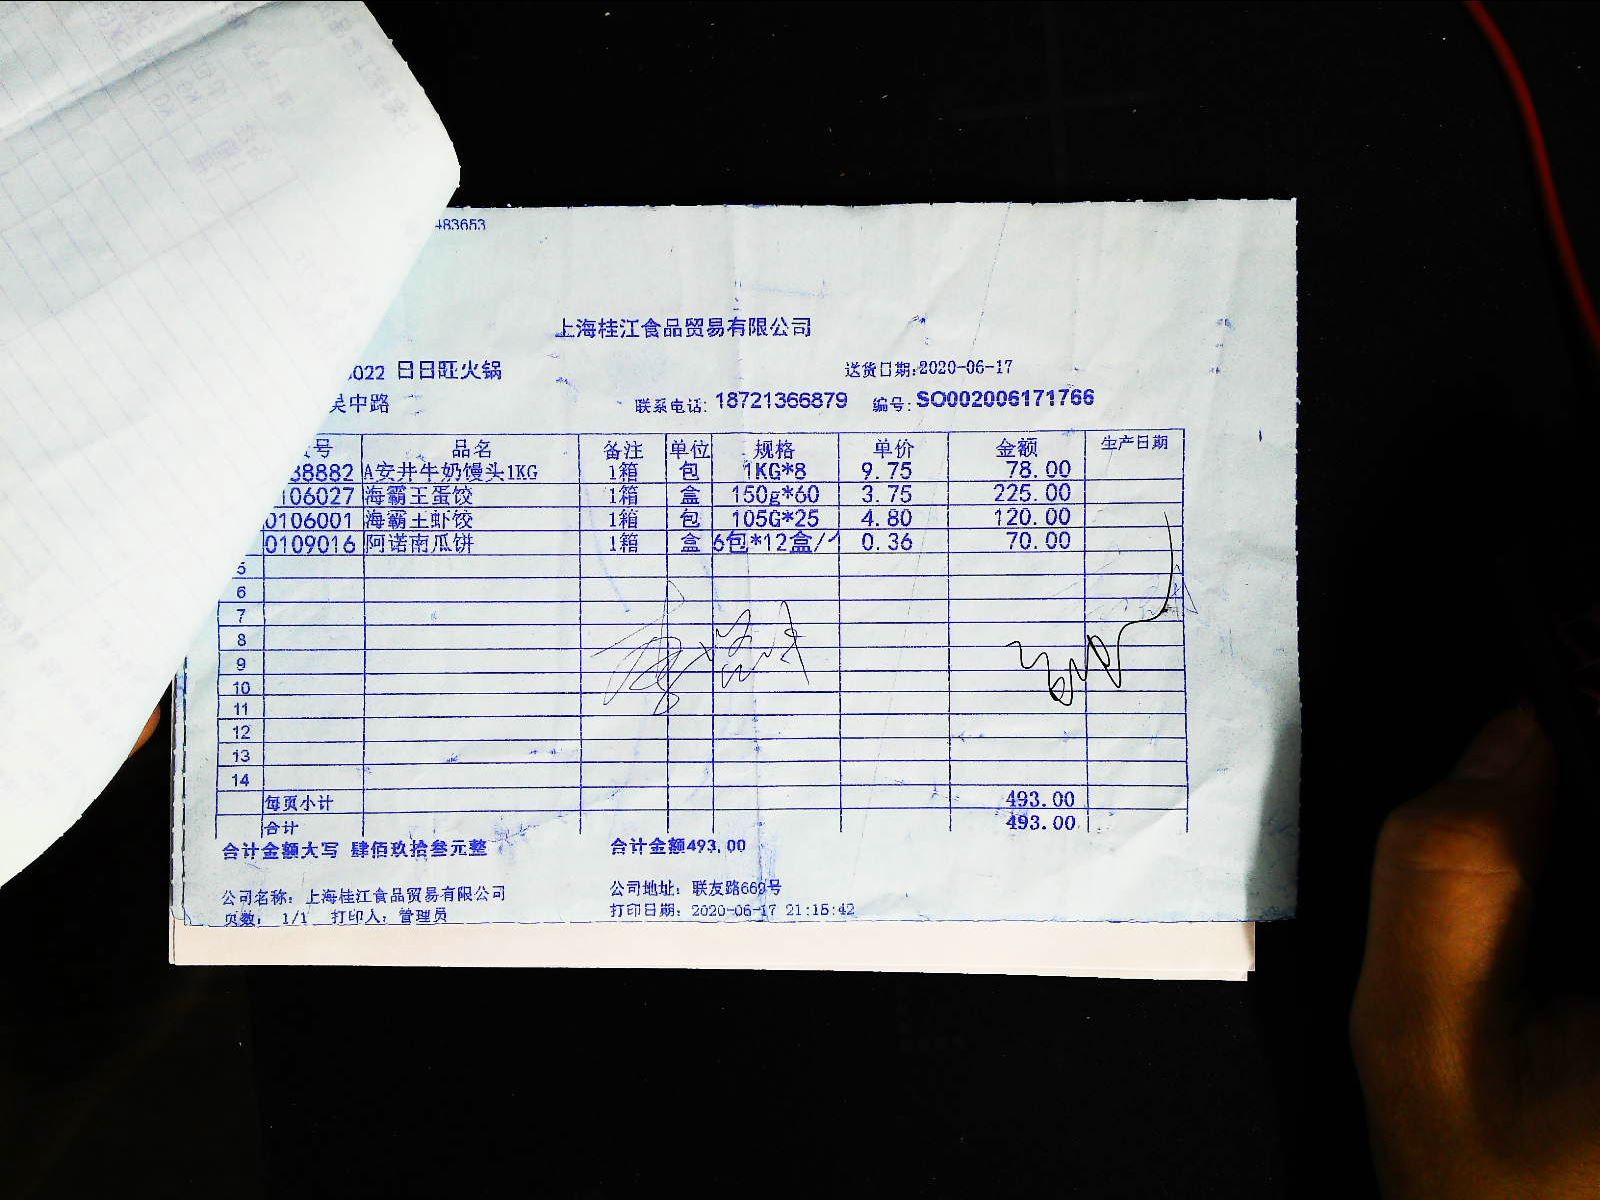 483653
上海桂江食品贸易有限公司
022 日日旺火锅 送货日期:2020-06-17
吴中路 联系电话: 18721366879 编号: SO002006171766
号 品名 备注 单位 规格 单价 金额 生产日期
38882 A安井牛奶馒头1KG 1箱 包 1KG*8 9.75 78.00
106027 海霸王蛋饺 1箱 盒 150g*60 3.75 225.00
0106001 海霸王虾饺 1箱 包 105G*25 4.80 120.00
0109016 阿诺南瓜饼 1箱 盒 6包*12盒/ 0.36 70.00
5
6
7
8
9
10
11
12
13
14
每页小计 493.00
合计 493.00
合计金额大写 肆佰玖拾叁元整 合计金额493.00
公司名称: 上海桂江食品贸易有限公司 公司地址: 联友路669号
页数: 1/1 打印人: 管理员 打印日期: 2020-06-17 21:15:42